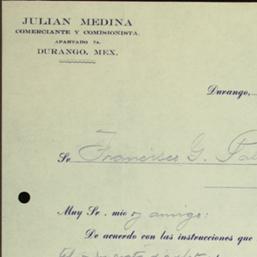 JULIAN MEDINA
COMERCIANTE Y COMISIONISTA.
APARTADO 74.
DURANGO, MEX.
Durango,...
Sr Francisco G.
Muy Sr. mio y amigo:
De acuerdo con las instrucciones que